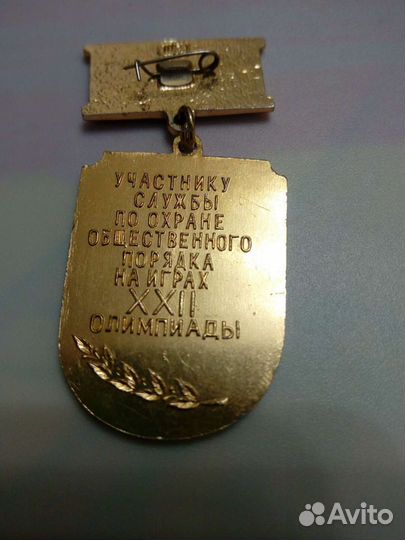 УЧАСТНИКУ
СЛУЖБЫ
ПО ОХРАНЕ
ОБЩЕСТВЕННОГО
ПОРЯДКА
НА ИГРАХ
XXII
ОЛИМПИАДЫ
Avito